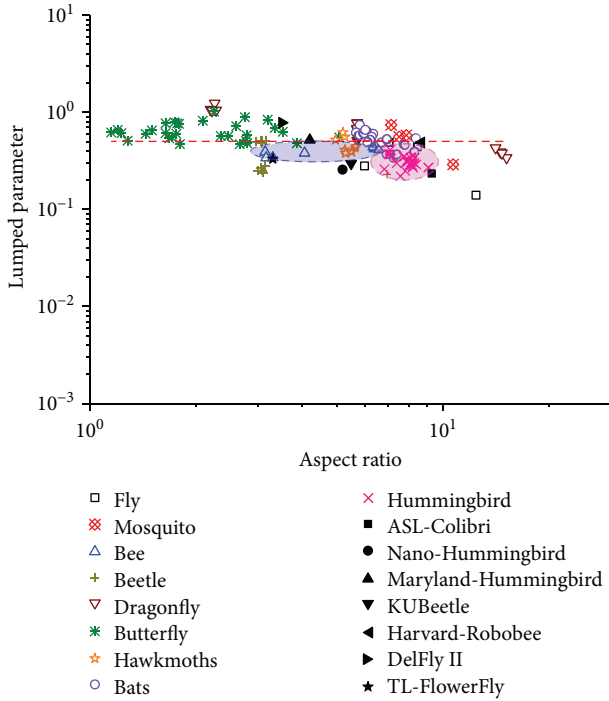 10^1
10^0
10^-1
10^-2
10^-3
Lumped parameter
10^0
10^1
Aspect ratio
Fly
Mosquito
Bee
Beetle
Dragonfly
Butterfly
Hawkmoths
Bats
Hummingbird
ASL-Colibri
Nano-Hummingbird
Maryland-Hummingbird
KUBeetle
Harvard-Robobee
DelFly II
TL-FlowerFly